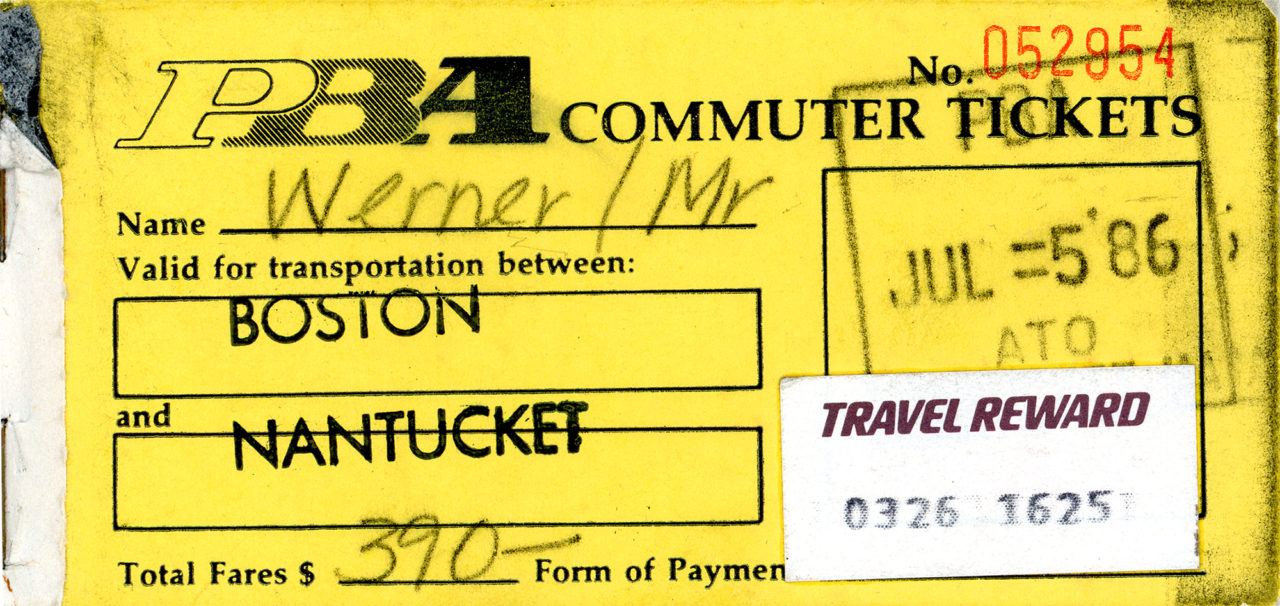 No. 052954
PBA COMMUTER TICKETS
PBA
Name Werner / Mr
JUL =5'86
Valid for transportation between:
BOSTON
ATO
and
NANTUCKET
TRAVEL REWARD
0326 1625
Total Fares $ 390— Form of Paymen